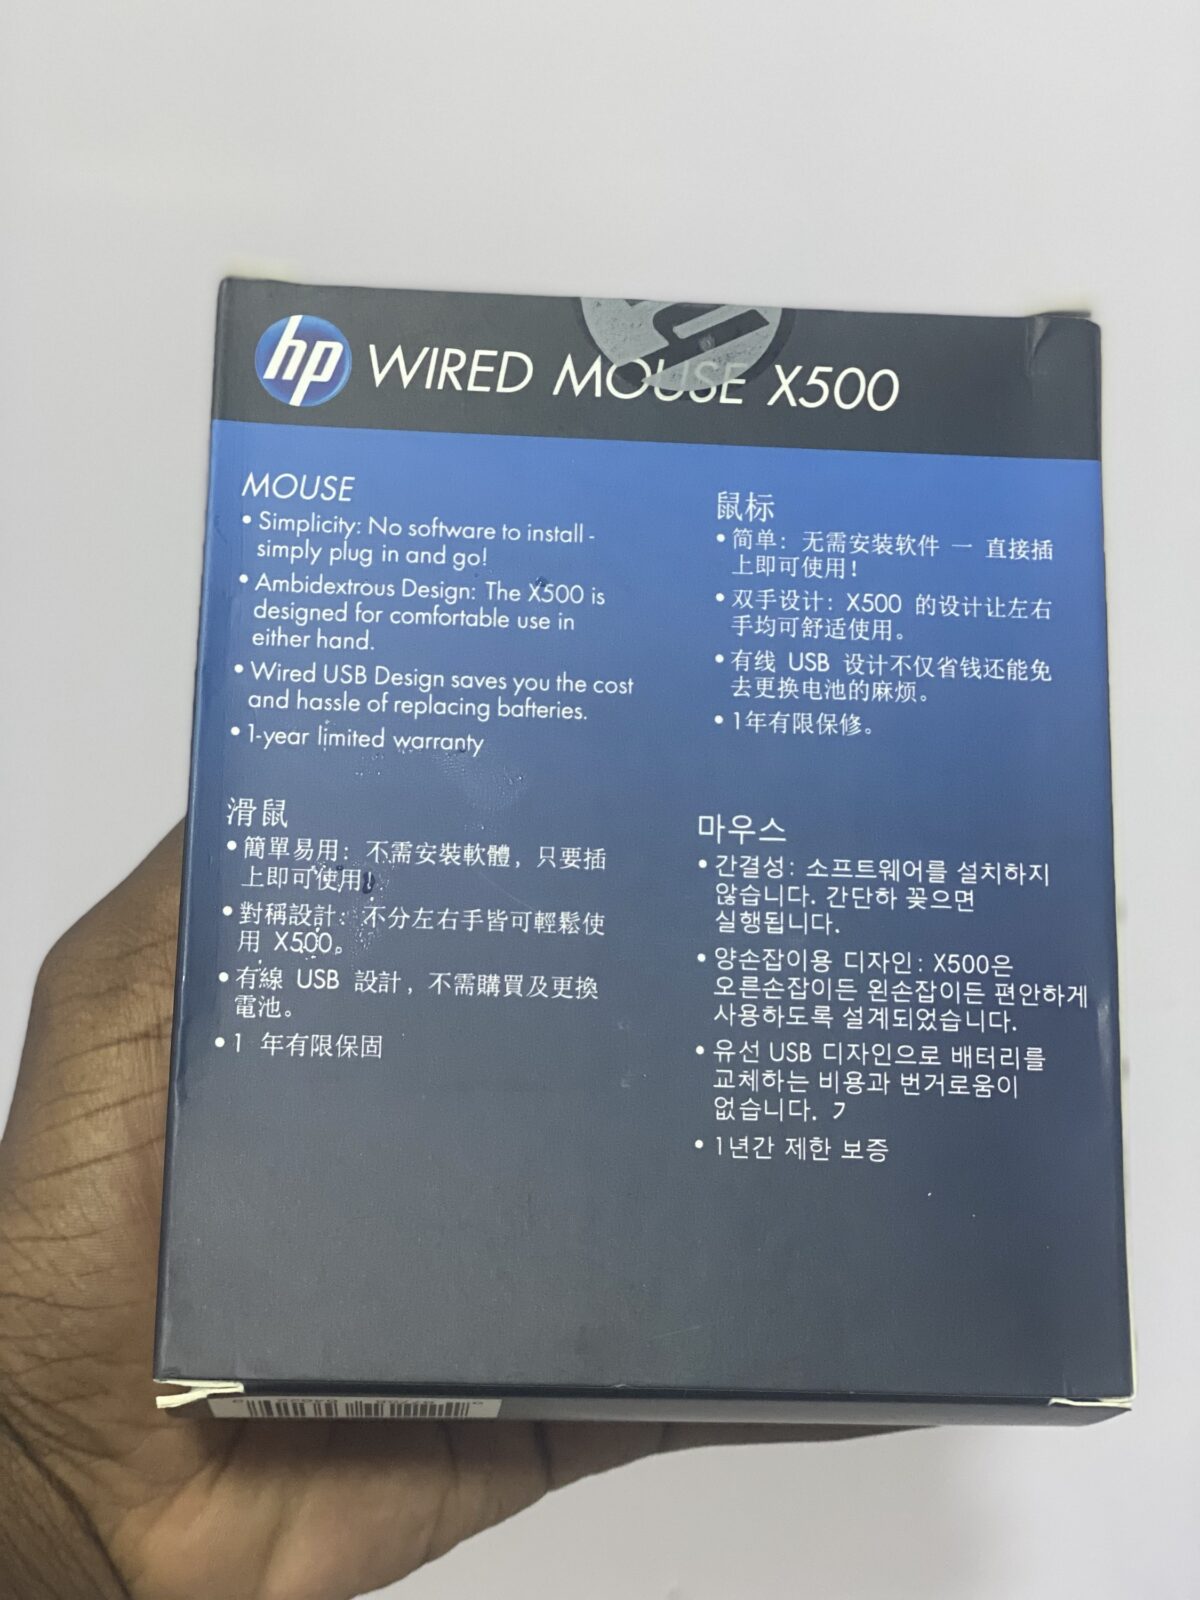 hp WIRED MOUSE X500
MOUSE
• Simplicity: No software to install -
simply plug in and go!
• Ambidextrous Design: The X500 is
designed for comfortable use in
either hand.
• Wired USB Design saves you the cost
and hassle of replacing batteries.
• 1-year limited warranty
鼠标
• 简单: 无需安装软件 一 直接插
上即可使用!
• 双手设计: X500 的设计让左右
手均可舒适使用。
• 有线 USB 设计不仅省钱还能免
去更换电池的麻烦。
• 1年有限保修。
滑鼠
• 簡單易用: 不需安裝軟體, 只要插
上即可使用!
• 對稱設計: 不分左右手皆可輕鬆使
用 X500。
• 有線 USB 設計, 不需購買及更換
電池。
• 1 年有限保固
마우스
• 간결성: 소프트웨어를 설치하지
않습니다. 간단하 꽂으면
실행됩니다.
• 양손잡이용 디자인: X500은
오른손잡이든 왼손잡이든 편안하게
사용하도록 설계되었습니다.
• 유선 USB 디자인으로 배터리를
교체하는 비용과 번거로움이
없습니다. 7
• 1년간 제한 보증